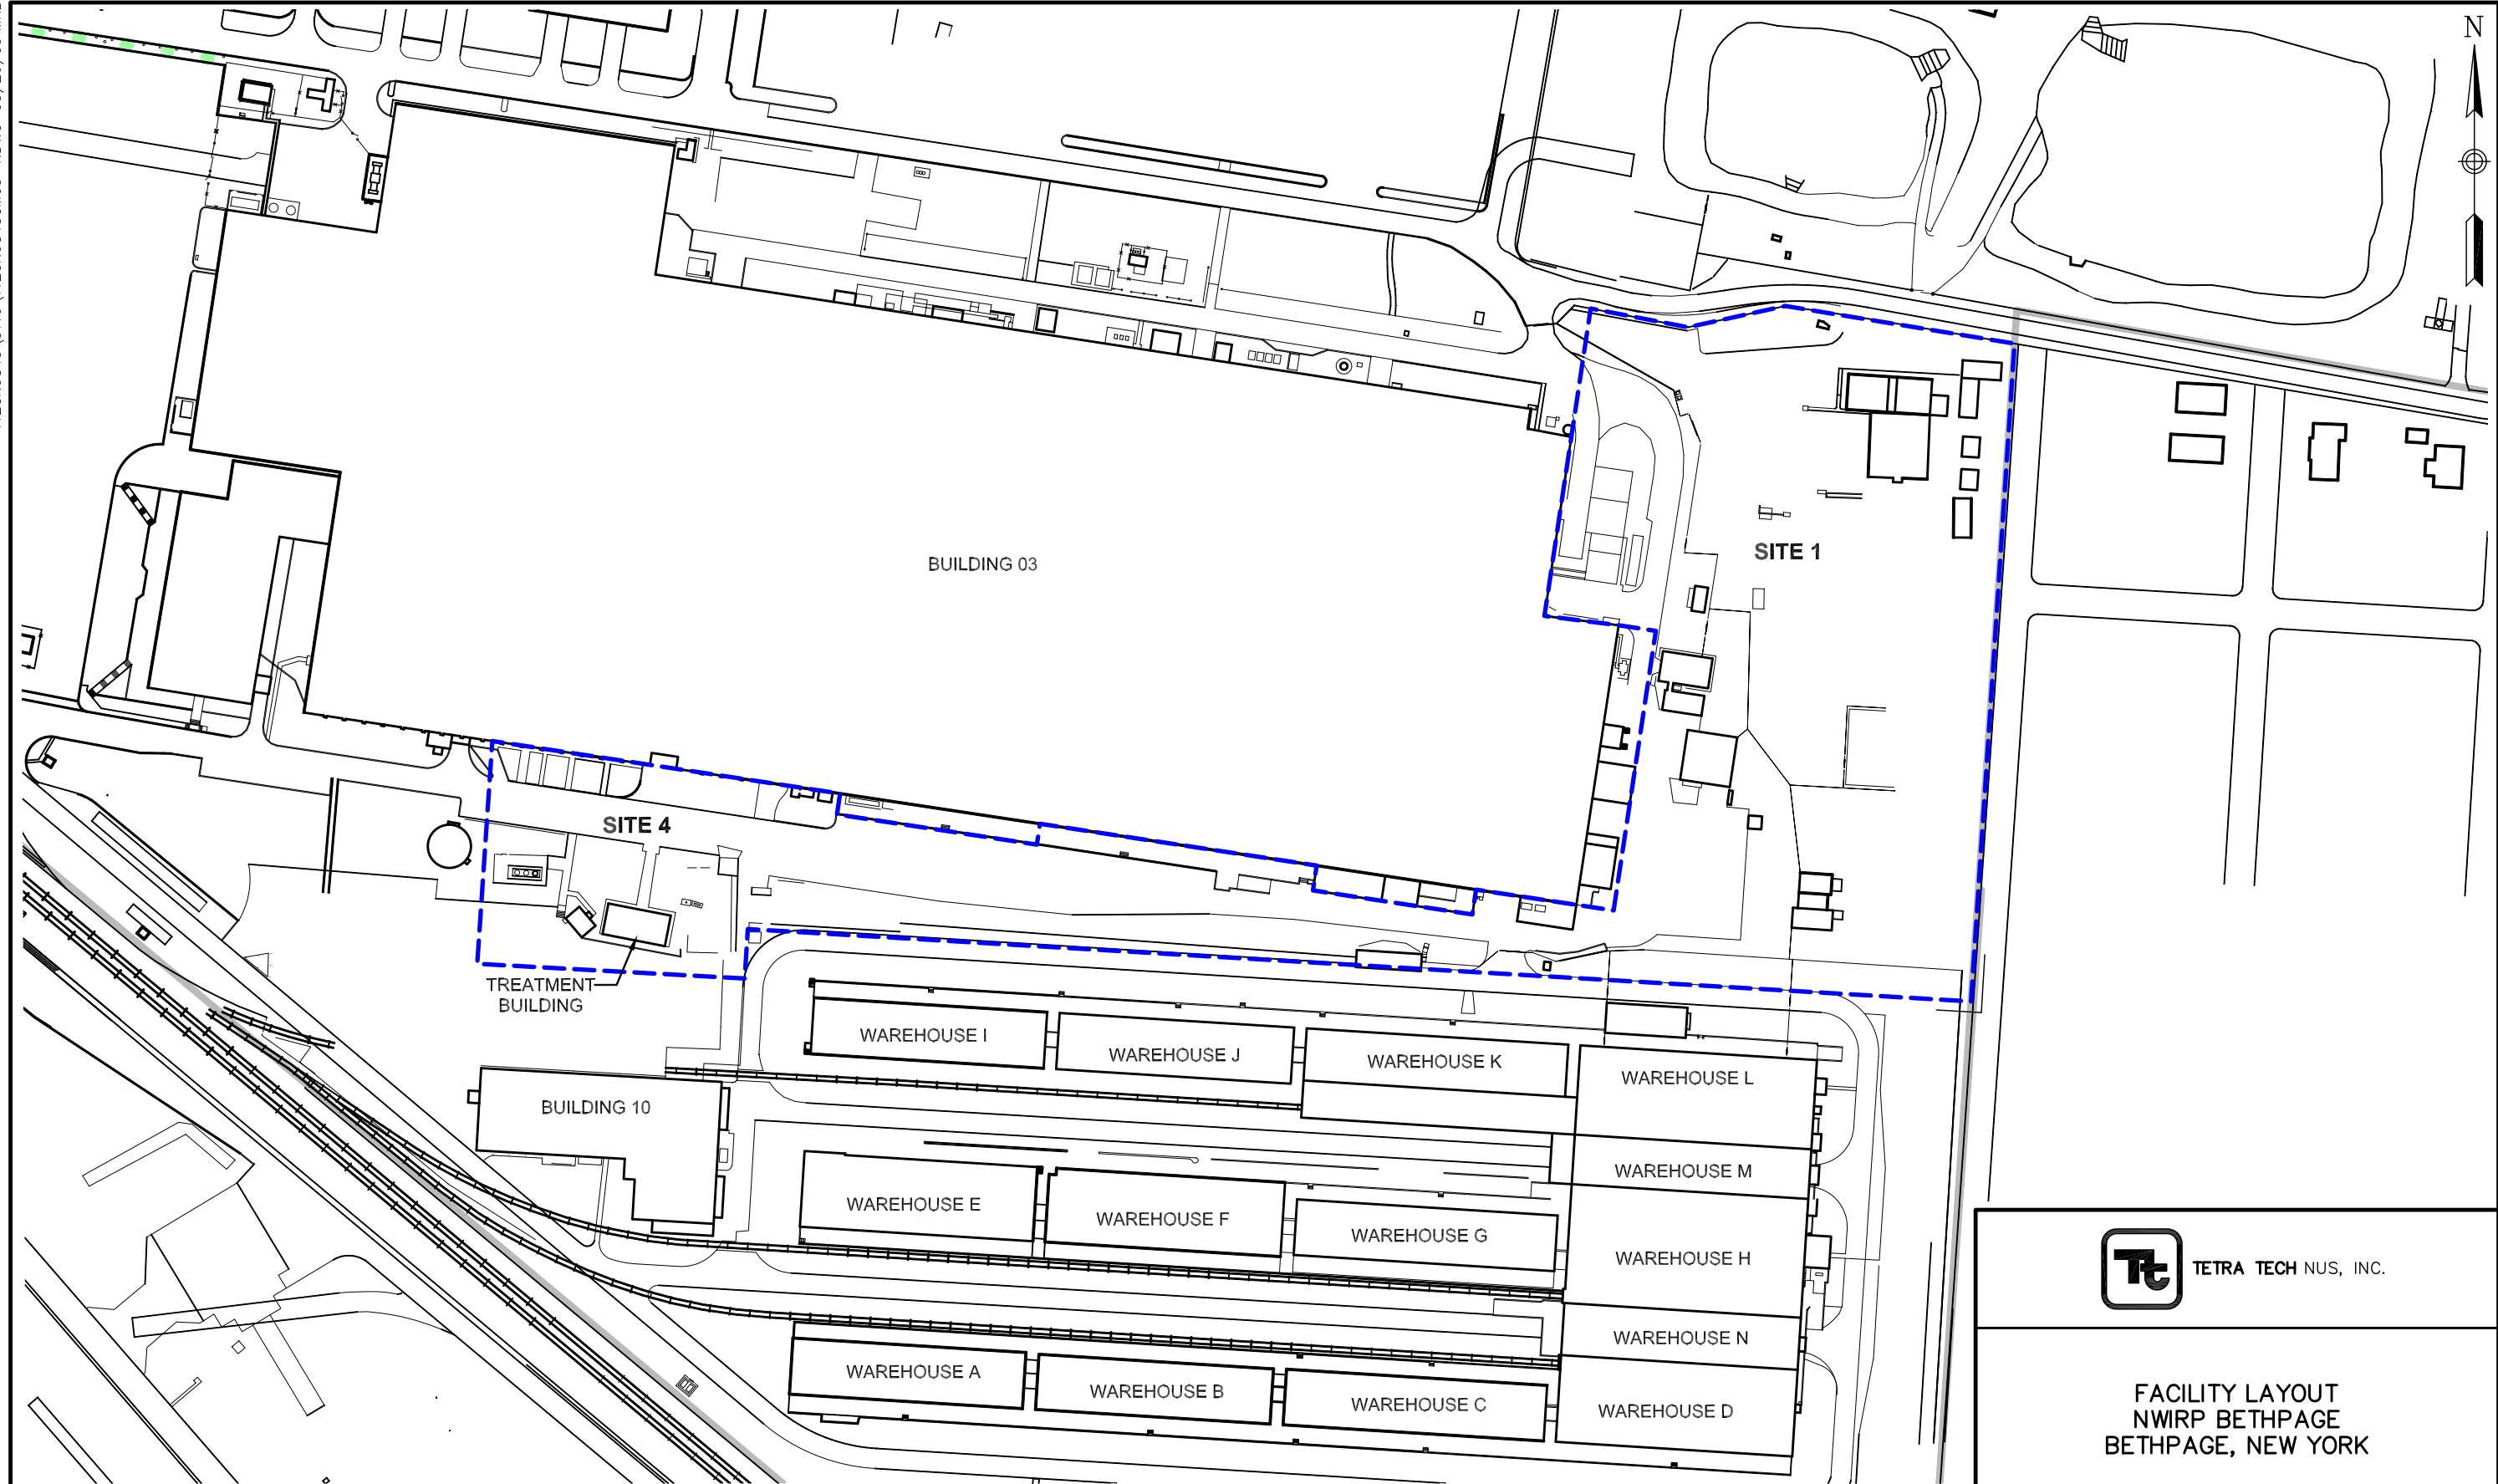 N
BUILDING 03
SITE 1
SITE 4
TREATMENT
BUILDING
WAREHOUSE I
WAREHOUSE J
WAREHOUSE K
WAREHOUSE L
BUILDING 10
WAREHOUSE M
WAREHOUSE E
WAREHOUSE F
WAREHOUSE G
WAREHOUSE H
WAREHOUSE N
WAREHOUSE A
WAREHOUSE B
WAREHOUSE C
WAREHOUSE D
Tt
TETRA TECH NUS, INC.
FACILITY LAYOUT
NWIRP BETHPAGE
BETHPAGE, NEW YORK